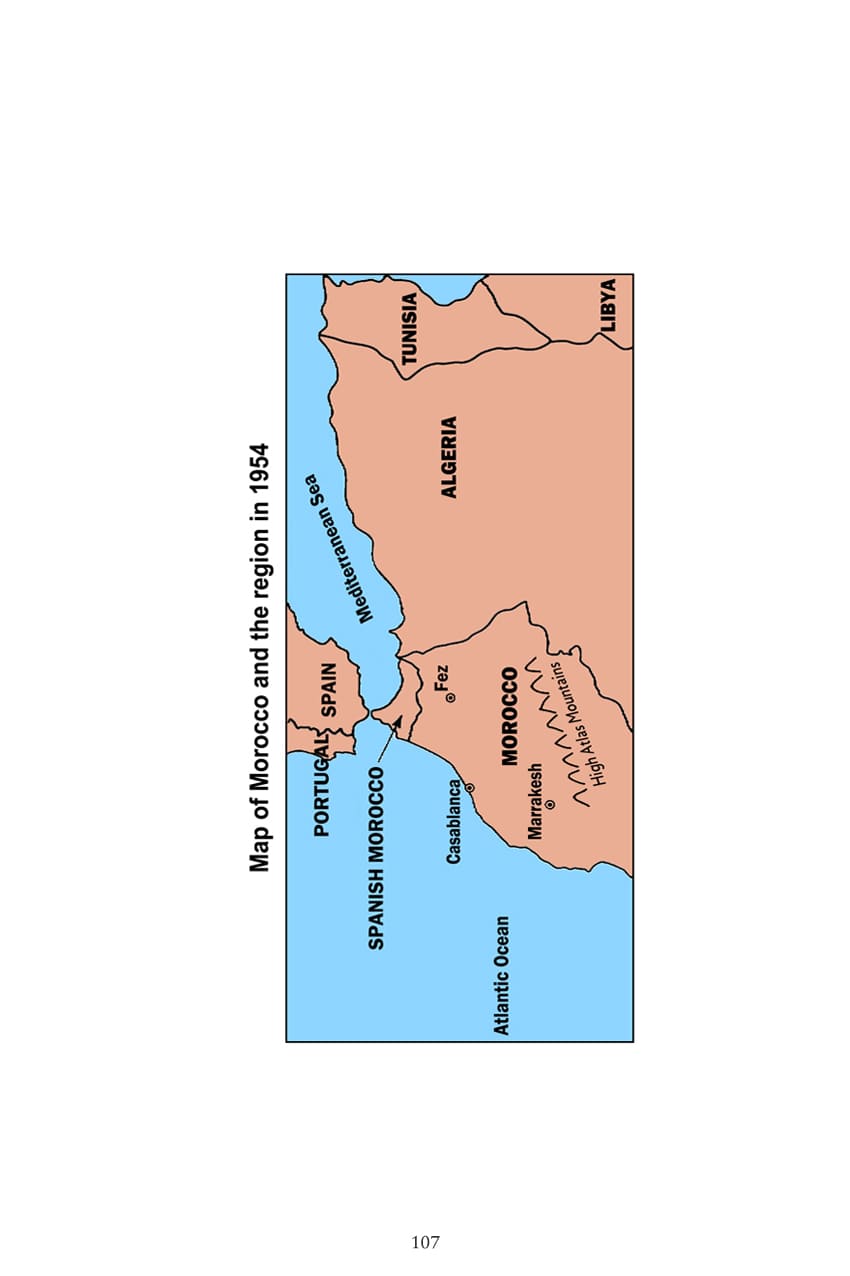 Map of Morocco and the region in 1954
PORTUGAL
SPAIN
Mediterranean Sea
SPANISH MOROCCO
TUNISIA
Casablanca
Fez
ALGERIA
Atlantic Ocean
MOROCCO
Marrakesh
High Atlas Mountains
LIBYA
107